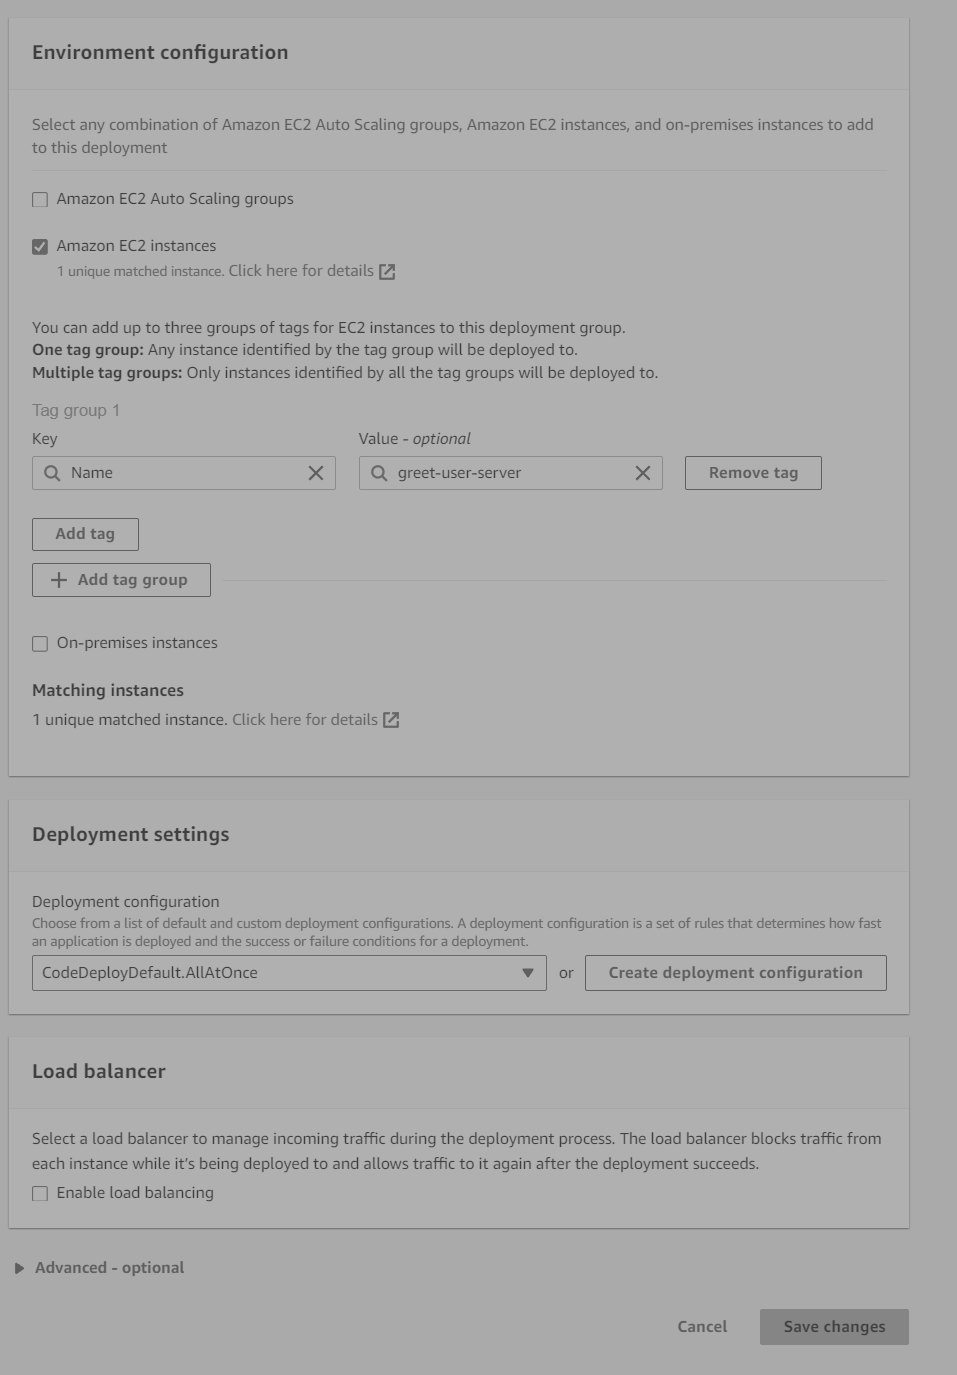 Environment configuration
Select any combination of Amazon EC2 Auto Scaling groups, Amazon EC2 instances, and on-premises instances to add
to this deployment
Amazon EC2 Auto Scaling groups
Amazon EC2 instances
1 unique matched instance. Click here for details
You can add up to three groups of tags for EC2 instances to this deployment group.
One tag group: Any instance identified by the tag group will be deployed to.
Multiple tag groups: Only instances identified by all the tag groups will be deployed to.
Tag group 1
Key Value - optional
Name greet-user-server Remove tag
Add tag
Add tag group
On-premises instances
Matching instances
1 unique matched instance. Click here for details
Deployment settings
Deployment configuration
Choose from a list of default and custom deployment configurations. A deployment configuration is a set of rules that determines how fast
an application is deployed and the success or failure conditions for a deployment.
CodeDeployDefault.AllAtOnce or Create deployment configuration
Load balancer
Select a load balancer to manage incoming traffic during the deployment process. The load balancer blocks traffic from
each instance while it's being deployed to and allows traffic to it again after the deployment succeeds.
Enable load balancing
Advanced - optional
Cancel Save changes